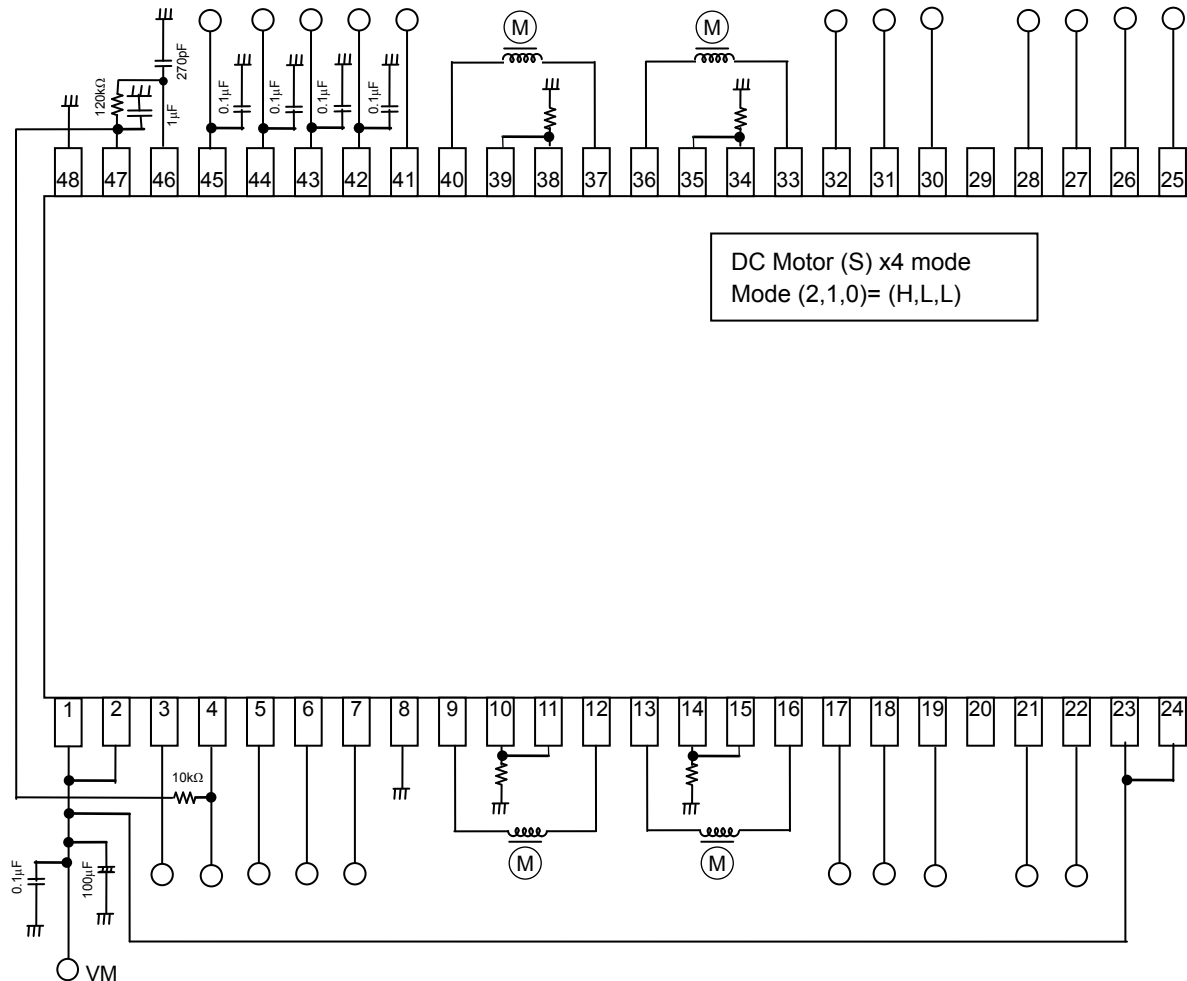 M M
270pF
120kΩ
1μF
0.1μF 0.1μF 0.1μF 0.1μF
48 47 46 45 44 43 42 41 40 39 38 37 36 35 34 33 32 31 30 29 28 27 26 25
DC Motor (S) x4 mode
Mode (2,1,0)= (H,L,L)
1 2 3 4 5 6 7 8 9 10 11 12 13 14 15 16 17 18 19 20 21 22 23 24
10kΩ
M M
0.1μF 100μF
VM